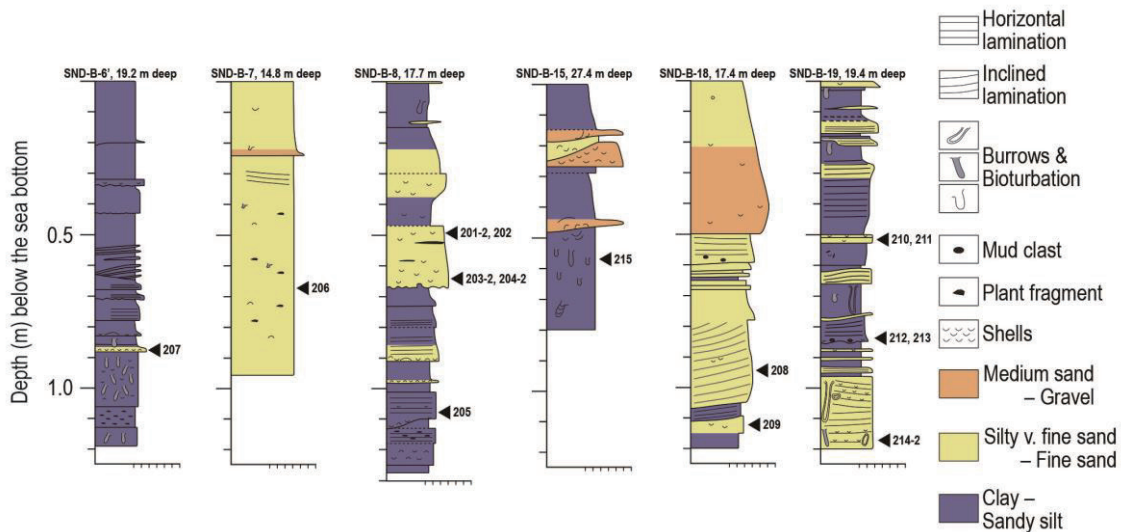 SND-B-6', 19.2 m deep
SND-B-7, 14.8 m deep
SND-B-8, 17.7 m deep
SND-B-15, 27.4 m deep
SND-B-18, 17.4 m deep
SND-B-19, 19.4 m deep
Depth (m) below the sea bottom
0.5
1.0
207
206
201-2, 202
203-2, 204-2
205
215
208
209
210, 211
212, 213
214-2
Horizontal
lamination
Inclined
lamination
Burrows &
Bioturbation
Mud clast
Plant fragment
Shells
Medium sand
– Gravel
Silty v. fine sand
– Fine sand
Clay –
Sandy silt